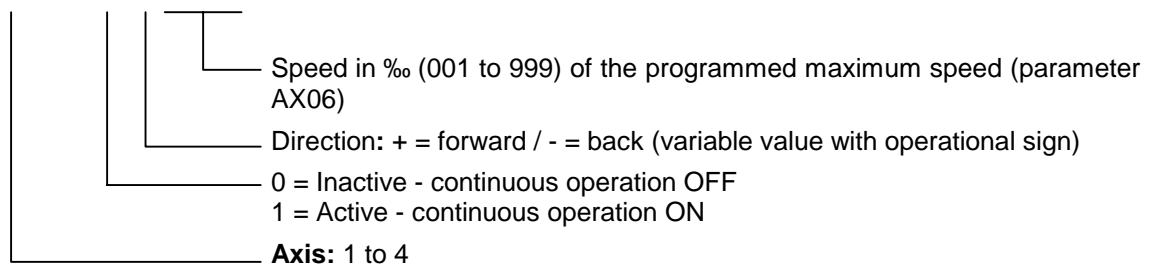 Speed in ‰ (001 to 999) of the programmed maximum speed (parameter
AX06)
Direction: + = forward / - = back (variable value with operational sign)
0 = Inactive - continuous operation OFF
1 = Active - continuous operation ON
Axis: 1 to 4